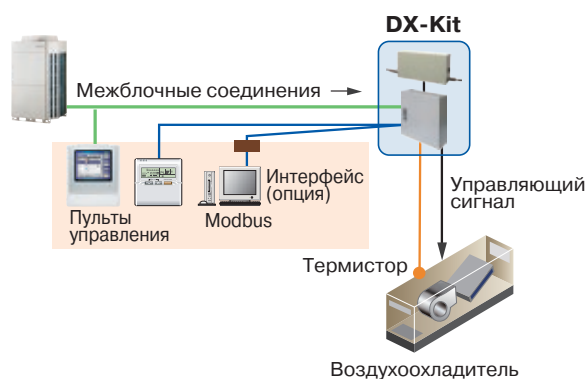 DX-Kit
Межблочные соединения
Интерфейс
(опция)
Modbus
Пульты
управления
Управляющий
сигнал
Термистор
Воздухоохладитель